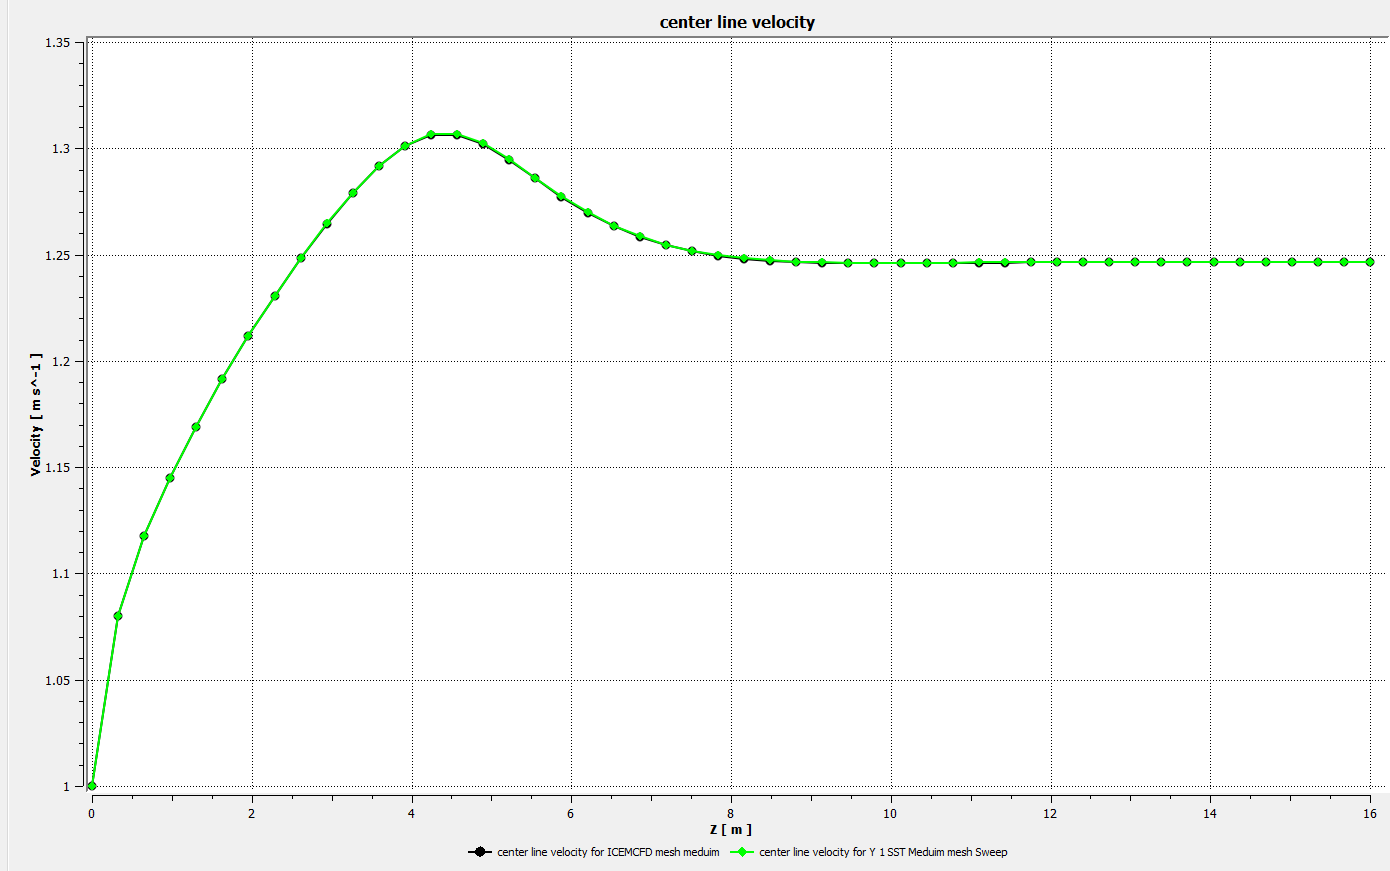 center line velocity
1.35
1.3
1.25
1.2
1.15
1.1
1.05
1
Velocity [ m s^-1 ]
0 2 4 6 8 10 12 14 16
Z [ m ]
center line velocity for ICEMCFD mesh meduim center line velocity for Y 1 SST Meduim mesh Sweep